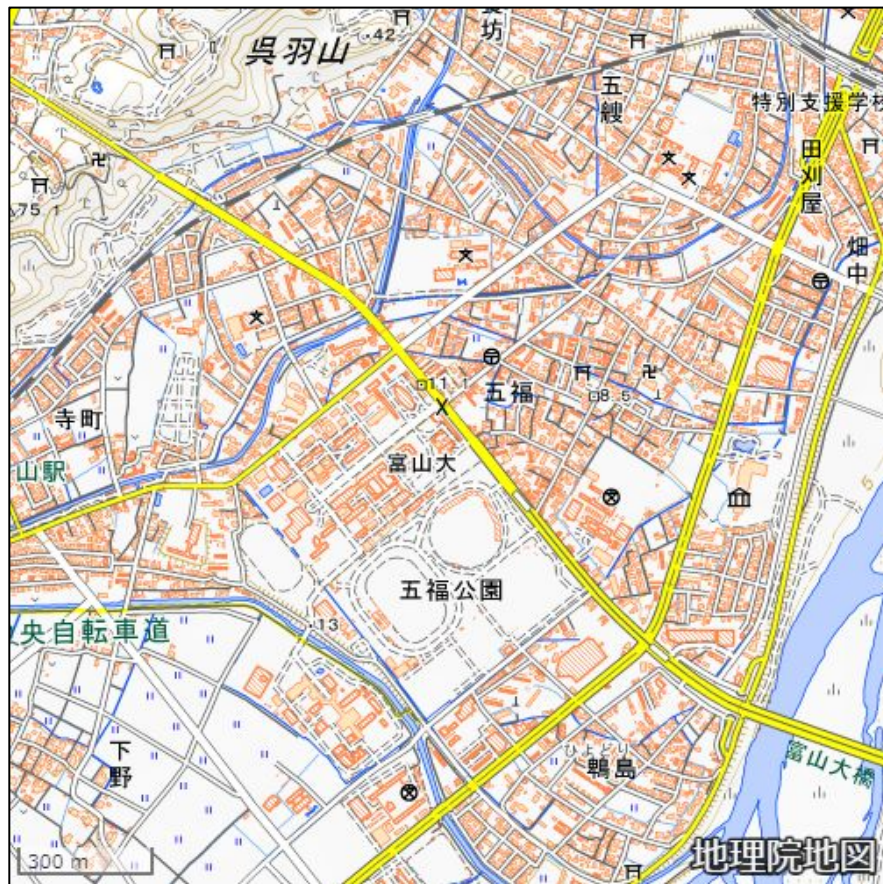 呉羽山
42
五艘
特別支援学校
田刈屋
畑中
75
11.1
五福
8.5
寺町
山駅
富山大
五福公園
13
央自転車道
下野
ひよどり
鵯島
富山大橋
5
300 m
地理院地図